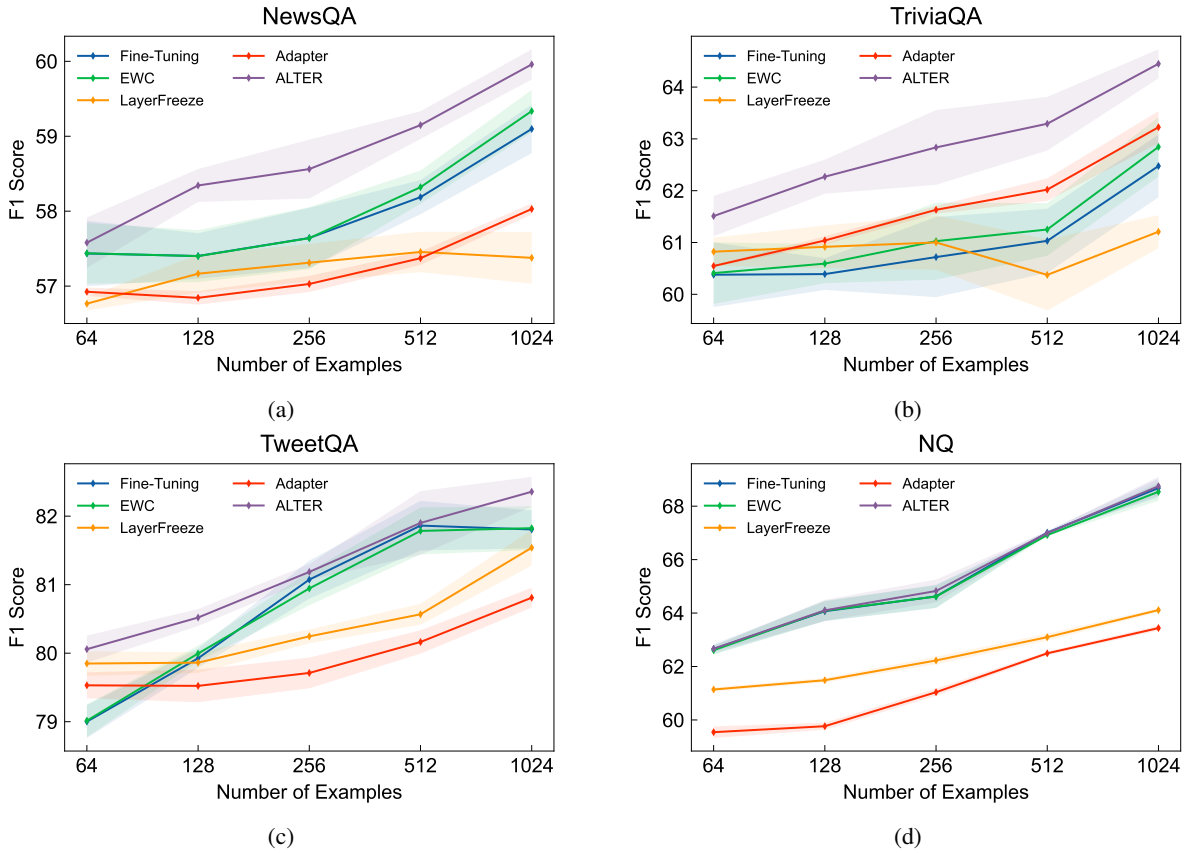 NewsQA
60
59
58
57
F1 Score
Fine-Tuning
EWC
LayerFreeze
Adapter
ALTER
64 128 256 512 1024
Number of Examples
(a)
TriviaQA
64
63
62
61
60
F1 Score
Fine-Tuning
EWC
LayerFreeze
Adapter
ALTER
64 128 256 512 1024
Number of Examples
(b)
TweetQA
82
81
80
79
F1 Score
Fine-Tuning
EWC
LayerFreeze
Adapter
ALTER
64 128 256 512 1024
Number of Examples
(c)
NQ
68
66
64
62
60
F1 Score
Fine-Tuning
EWC
LayerFreeze
Adapter
ALTER
64 128 256 512 1024
Number of Examples
(d)